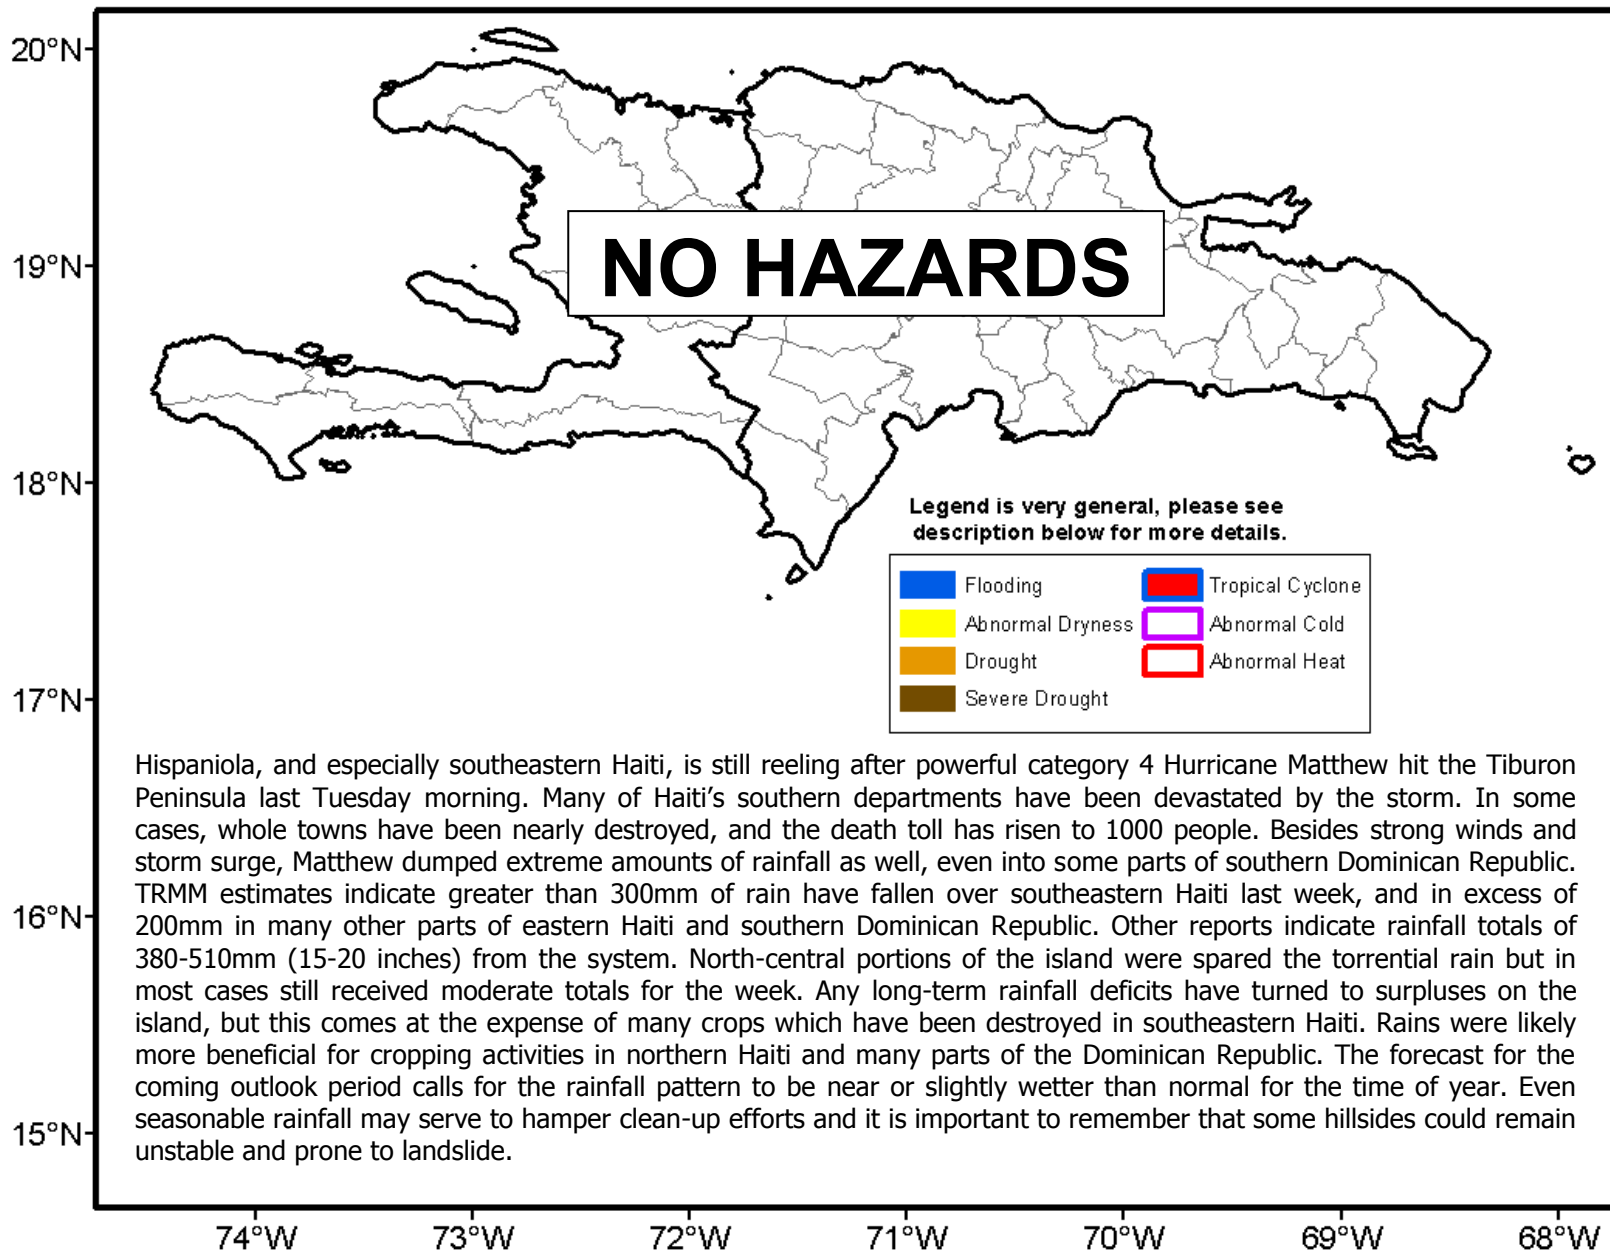 20°N
19°N
18°N
17°N
16°N
15°N
NO HAZARDS
Legend is very general, please see
description below for more details.
Flooding
Tropical Cyclone
Abnormal Dryness
Abnormal Cold
Drought
Abnormal Heat
Severe Drought
Hispaniola, and especially southeastern Haiti, is still reeling after powerful category 4 Hurricane Matthew hit the Tiburon
Peninsula last Tuesday morning. Many of Haiti’s southern departments have been devastated by the storm. In some
cases, whole towns have been nearly destroyed, and the death toll has risen to 1000 people. Besides strong winds and
storm surge, Matthew dumped extreme amounts of rainfall as well, even into some parts of southern Dominican Republic.
TRMM estimates indicate greater than 300mm of rain have fallen over southeastern Haiti last week, and in excess of
200mm in many other parts of eastern Haiti and southern Dominican Republic. Other reports indicate rainfall totals of
380-510mm (15-20 inches) from the system. North-central portions of the island were spared the torrential rain but in
most cases still received moderate totals for the week. Any long-term rainfall deficits have turned to surpluses on the
island, but this comes at the expense of many crops which have been destroyed in southeastern Haiti. Rains were likely
more beneficial for cropping activities in northern Haiti and many parts of the Dominican Republic. The forecast for the
coming outlook period calls for the rainfall pattern to be near or slightly wetter than normal for the time of year. Even
seasonable rainfall may serve to hamper clean-up efforts and it is important to remember that some hillsides could remain
unstable and prone to landslide.
74°W
73°W
72°W
71°W
70°W
69°W
68°W